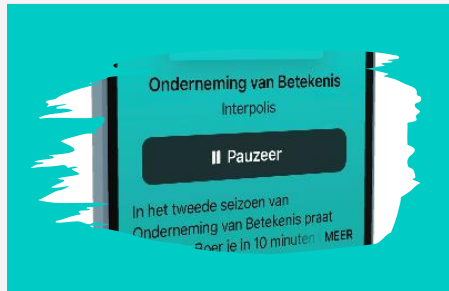 Onderneming van Betekenis
Interpolis
Pauzeer
In het tweede seizoen van
Onderneming van Betekenis praat
Boer je in 10 minuten MEER